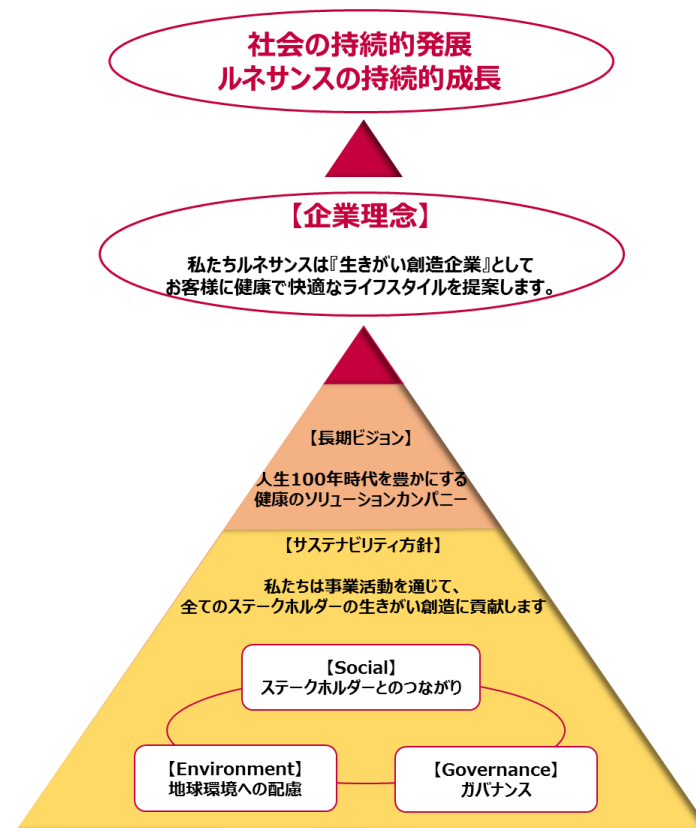 社会の持続的発展
ルネサンスの持続的成長
【企業理念】
私たちルネサンスは『生きがい創造企業』として
お客様に健康で快適なライフスタイルを提案します。
【長期ビジョン】
人生100年時代を豊かにする
健康のソリューションカンパニー
【サステナビリティ方針】
私たちは事業活動を通じて、
全てのステークホルダーの生きがい創造に貢献します
【Social】
ステークホルダーとのつながり
【Environment】
地球環境への配慮
【Governance】
ガバナンス